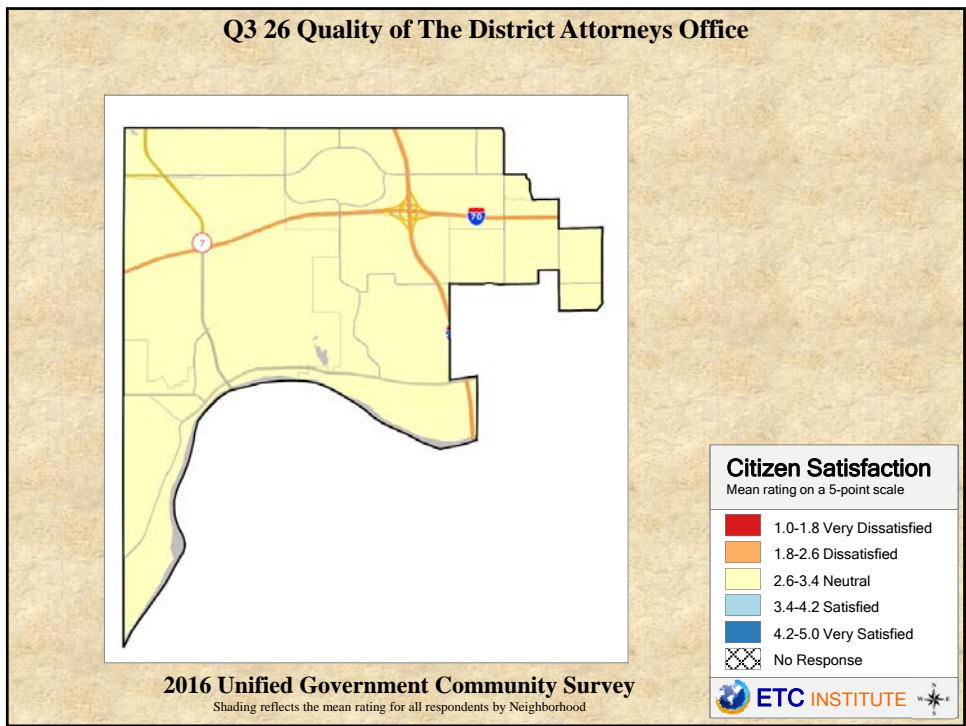 Q3 26 Quality of The District Attorneys Office
70
7
Citizen Satisfaction
Mean rating on a 5-point scale
1.0-1.8 Very Dissatisfied
1.8-2.6 Dissatisfied
2.6-3.4 Neutral
3.4-4.2 Satisfied
4.2-5.0 Very Satisfied
No Response
2016 Unified Government Community Survey
Shading reflects the mean rating for all respondents by Neighborhood
ETC INSTITUTE